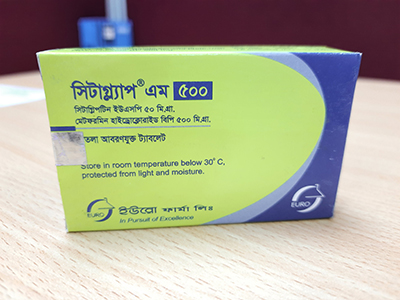 সিটাগ্ল্যাপ® এম ৫০০
সিটাগ্লিপটিন ইউএসপি ৫০ মি.গ্রা.
মেটফরমিন হাইড্রোক্লোরাইড বিপি ৫০০ মি.গ্রা.
আবরণযুক্ত ট্যাবলেট
Store in room temperature below 30°C,
protected from light and moisture.
EURO
ইউরো ফার্মা লিঃ
In Pursuit of Excellence
EURO